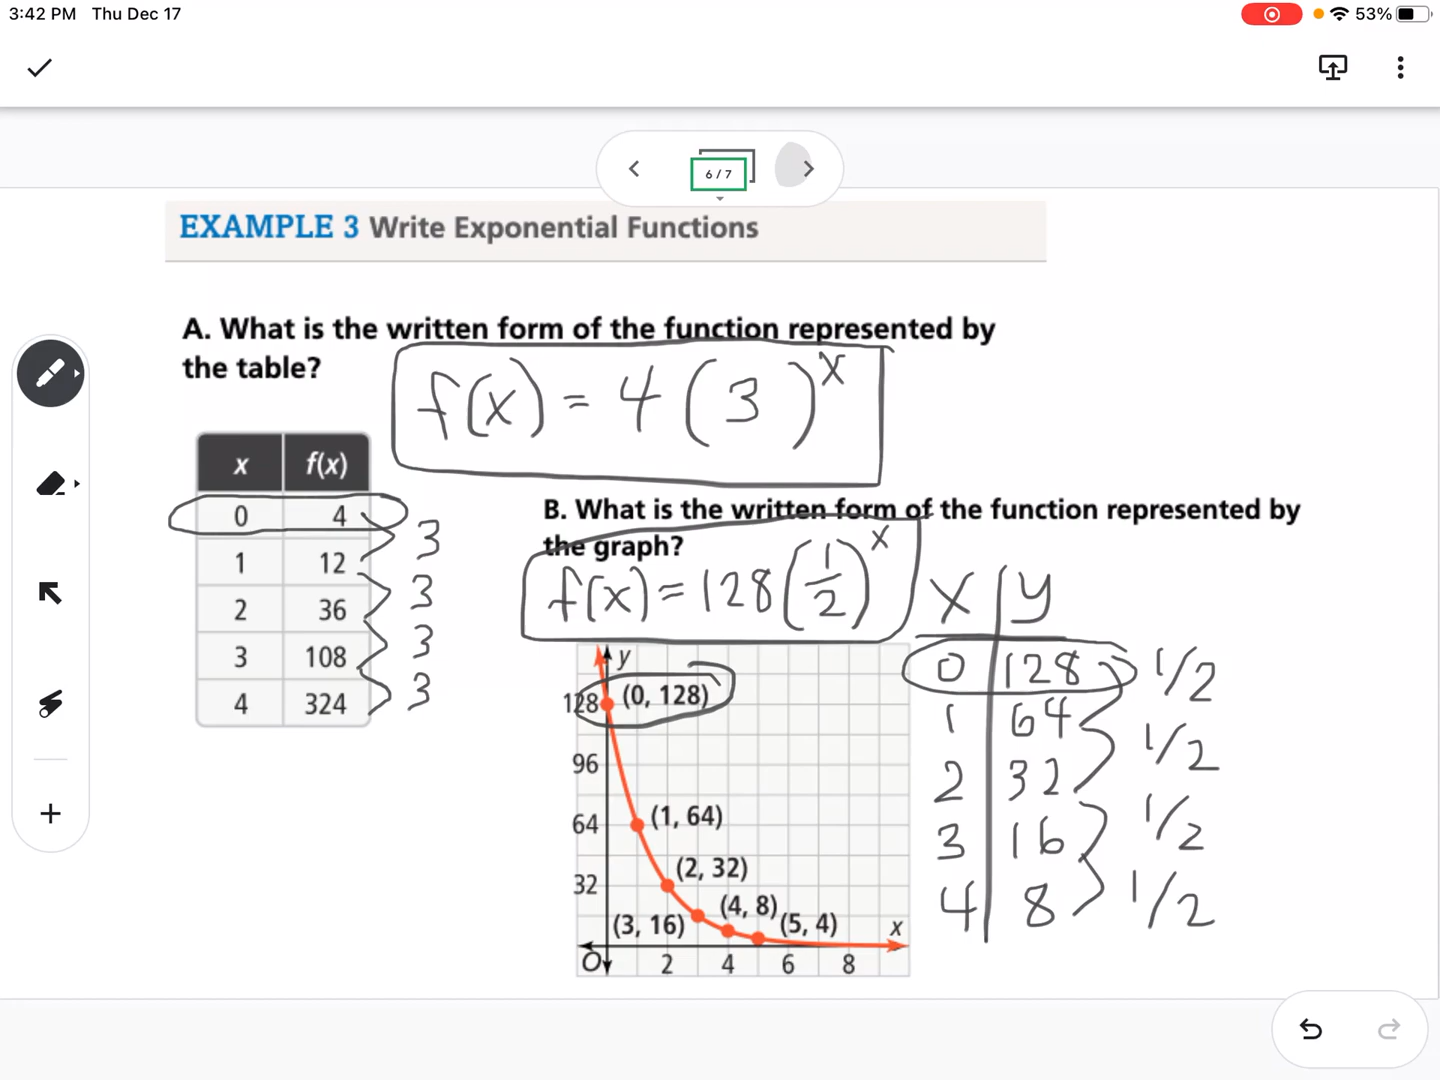 3:42 PM Thu Dec 17
53%
6 / 7
EXAMPLE 3 Write Exponential Functions
A. What is the written form of the function represented by
the table?
f(x) = 4 ( 3 )^x
x f(x)
0 4
1 12
2 36
3 108
4 324
3
3
3
3
B. What is the written form of the function represented by
the graph?
f(x) = 128 (1/2)^x
x y
0 128
1 64
2 32
3 16
4 8
1/2
1/2
1/2
1/2
y
128 (0, 128)
96
64 (1, 64)
32 (2, 32)
(3, 16) (4, 8) (5, 4)
x
O 2 4 6 8